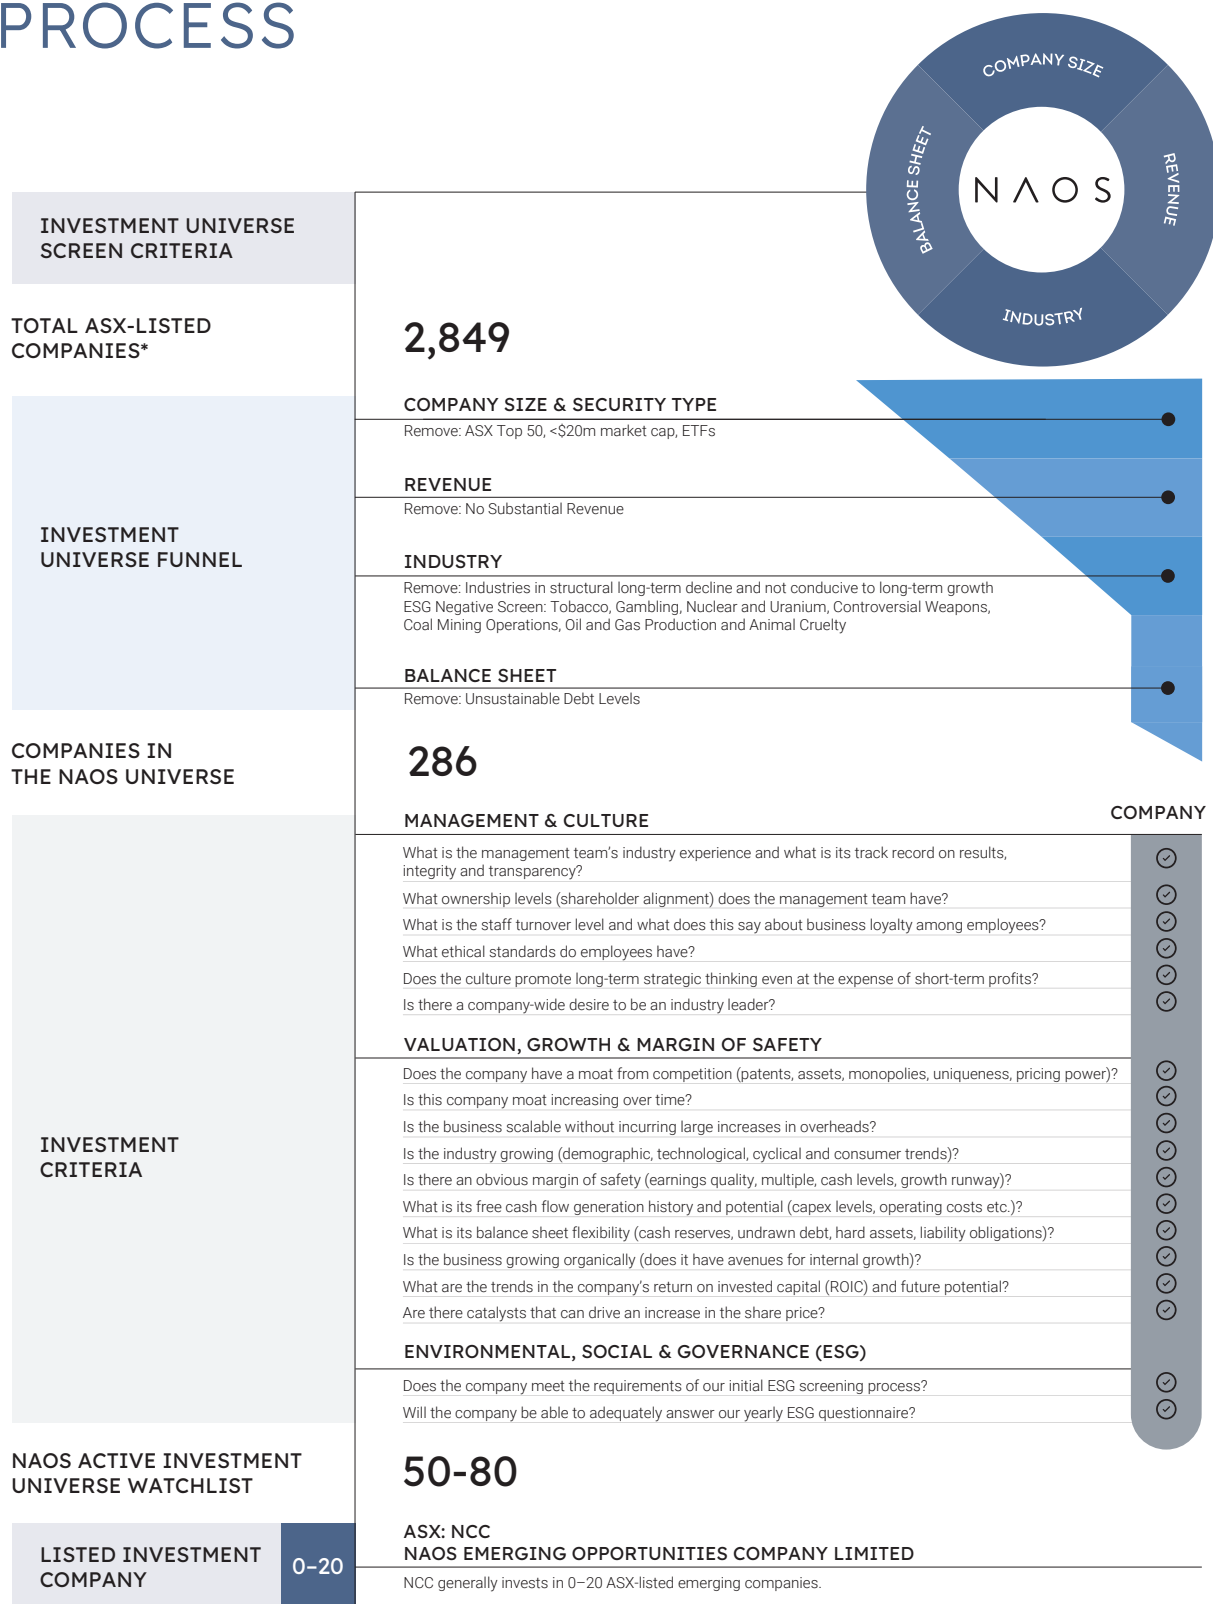 PROCESS
COMPANY SIZE
BALANCE SHEET
NAOS
REVENUE
INDUSTRY
INVESTMENT UNIVERSE
SCREEN CRITERIA
TOTAL ASX-LISTED
COMPANIES*
2,849
COMPANY SIZE & SECURITY TYPE
Remove: ASX Top 50, <$20m market cap, ETFs
REVENUE
Remove: No Substantial Revenue
INVESTMENT
UNIVERSE FUNNEL
INDUSTRY
Remove: Industries in structural long-term decline and not conducive to long-term growth
ESG Negative Screen: Tobacco, Gambling, Nuclear and Uranium, Controversial Weapons,
Coal Mining Operations, Oil and Gas Production and Animal Cruelty
BALANCE SHEET
Remove: Unsustainable Debt Levels
COMPANIES IN
THE NAOS UNIVERSE
286
COMPANY
MANAGEMENT & CULTURE
What is the management team's industry experience and what is its track record on results,
integrity and transparency?
What ownership levels (shareholder alignment) does the management team have?
What is the staff turnover level and what does this say about business loyalty among employees?
What ethical standards do employees have?
Does the culture promote long-term strategic thinking even at the expense of short-term profits?
Is there a company-wide desire to be an industry leader?
VALUATION, GROWTH & MARGIN OF SAFETY
Does the company have a moat from competition (patents, assets, monopolies, uniqueness, pricing power)?
Is this company moat increasing over time?
Is the business scalable without incurring large increases in overheads?
INVESTMENT
CRITERIA
Is the industry growing (demographic, technological, cyclical and consumer trends)?
Is there an obvious margin of safety (earnings quality, multiple, cash levels, growth runway)?
What is its free cash flow generation history and potential (capex levels, operating costs etc.)?
What is its balance sheet flexibility (cash reserves, undrawn debt, hard assets, liability obligations)?
Is the business growing organically (does it have avenues for internal growth)?
What are the trends in the company's return on invested capital (ROIC) and future potential?
Are there catalysts that can drive an increase in the share price?
ENVIRONMENTAL, SOCIAL & GOVERNANCE (ESG)
Does the company meet the requirements of our initial ESG screening process?
Will the company be able to adequately answer our yearly ESG questionnaire?
NAOS ACTIVE INVESTMENT
UNIVERSE WATCHLIST
50-80
LISTED INVESTMENT
COMPANY
0–20
ASX: NCC
NAOS EMERGING OPPORTUNITIES COMPANY LIMITED
NCC generally invests in 0–20 ASX-listed emerging companies.